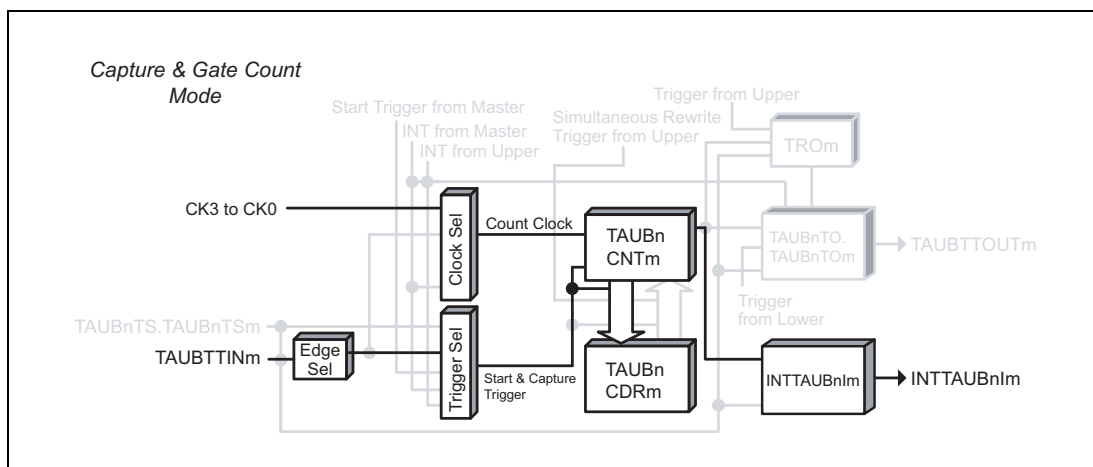 Capture & Gate Count
Mode
Start Trigger from Master
INT from Master
INT from Upper
Simultaneous Rewrite
Trigger from Upper
Trigger from Upper
TROm
CK3 to CK0
Clock Sel
Count Clock
TAUBn
CNTm
TAUBnTO.
TAUBnTOm
TAUBTTOUTm
Trigger
from Lower
TAUBnTS.TAUBnTSm
TAUBTTINm
Edge
Sel
Trigger Sel
Start & Capture
Trigger
TAUBn
CDRm
INTTAUBnIm
INTTAUBnIm